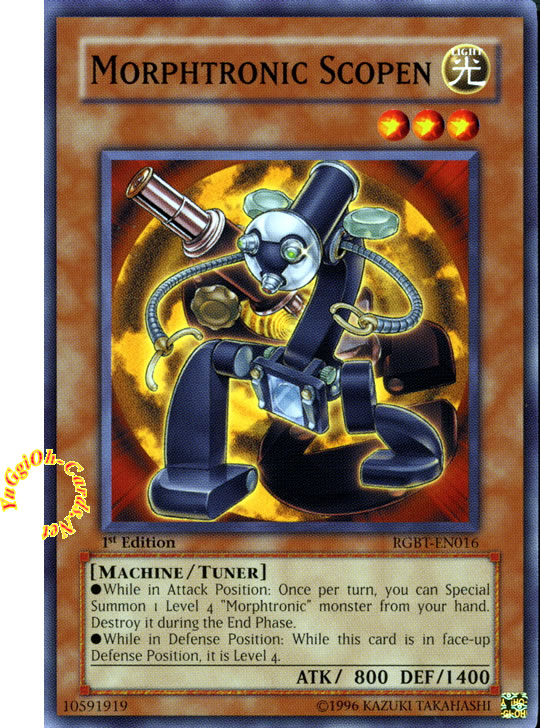 MORPHTRONIC SCOPEN
LIGHT
光
1st Edition
RGBT-EN016
[MACHINE/TUNER]
●While in Attack Position: Once per turn, you can Special
Summon 1 Level 4 "Morphtronic" monster from your hand.
Destroy it during the End Phase.
●While in Defense Position: While this card is in face-up
Defense Position, it is Level 4.
ATK/ 800 DEF/1400
10591919
©1996 KAZUKI TAKAHASHI
YuGgiOh-Cards.Net